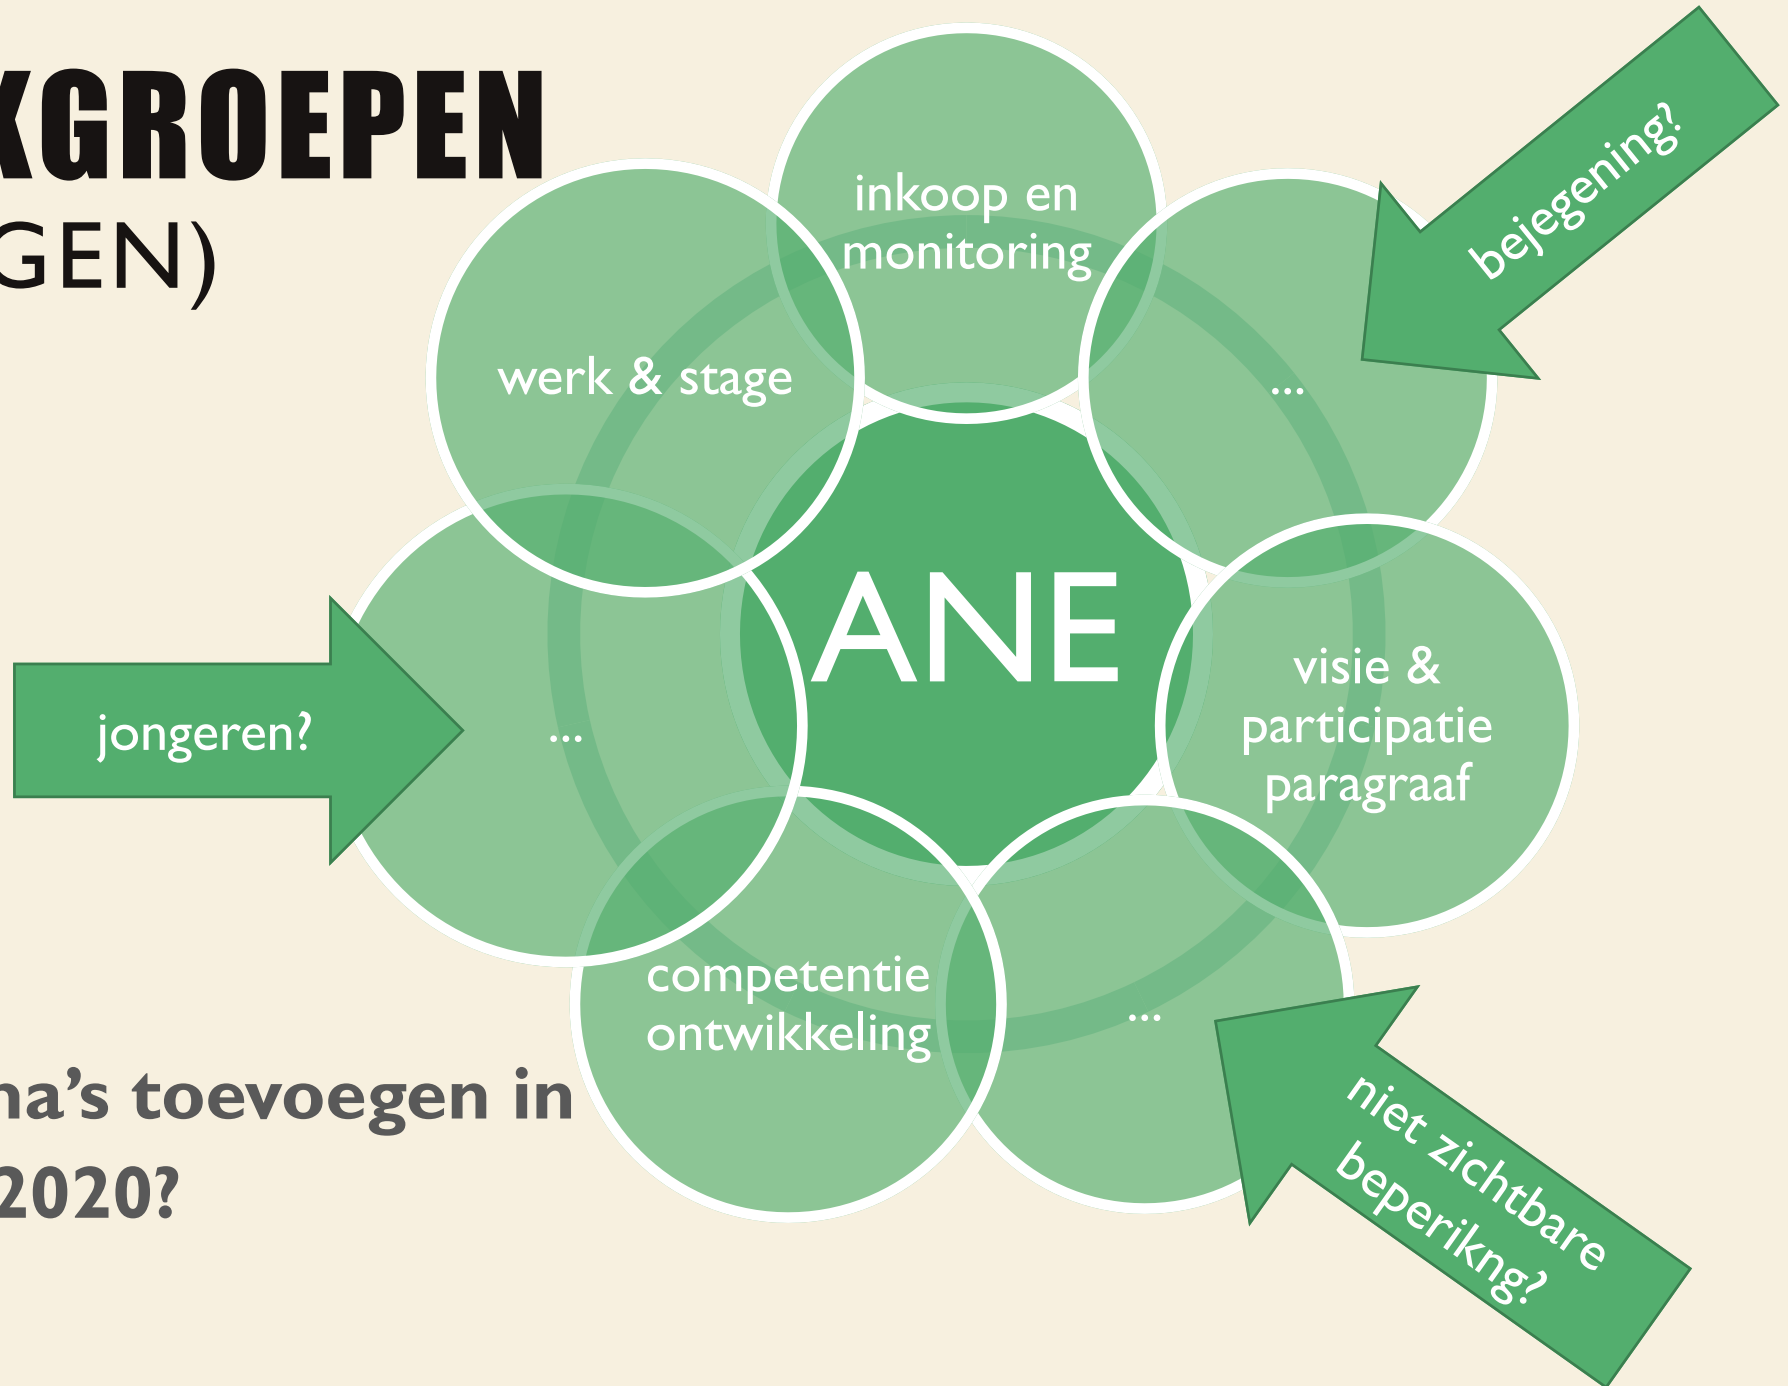 KGROEPEN
GEN)
inkoop en
monitoring
bejegening?
werk & stage
...
ANE
visie &
participatie
paragraaf
jongeren?
...
competentie
ontwikkeling
...
niet zichtbare
beperikng?
na’s toevoegen in
2020?